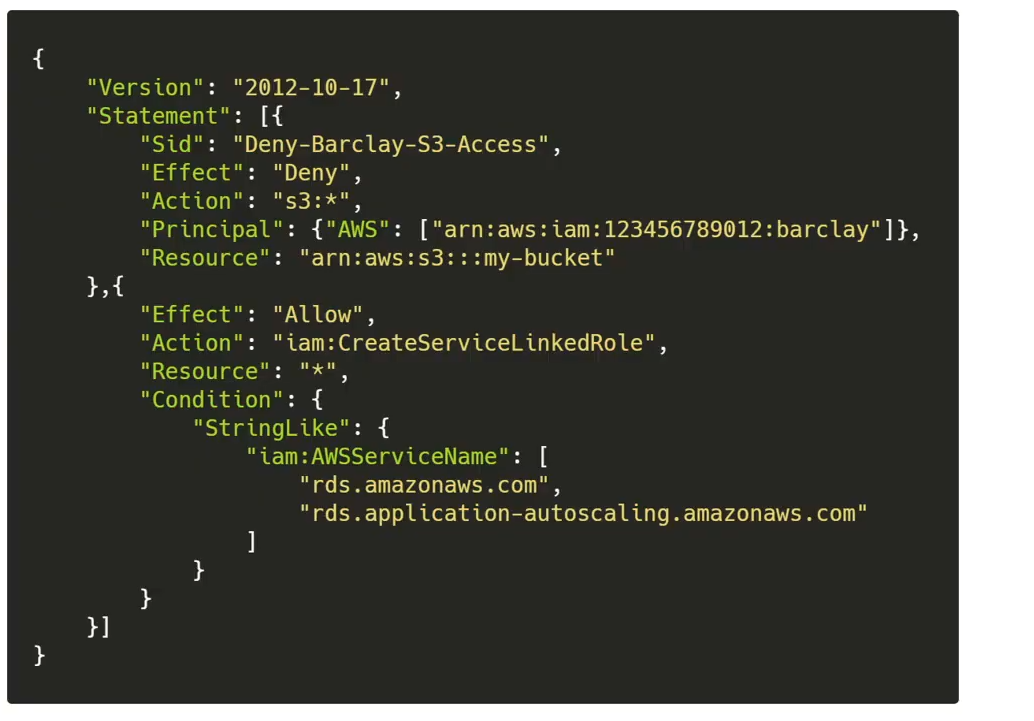 {
    "Version": "2012-10-17",
    "Statement": [{
        "Sid": "Deny-Barclay-S3-Access",
        "Effect": "Deny",
        "Action": "s3:*",
        "Principal": {"AWS": ["arn:aws:iam:123456789012:barclay"]},
        "Resource": "arn:aws:s3:::my-bucket"
    },{
        "Effect": "Allow",
        "Action": "iam:CreateServiceLinkedRole",
        "Resource": "*",
        "Condition": {
            "StringLike": {
                "iam:AWSServiceName": [
                    "rds.amazonaws.com",
                    "rds.application-autoscaling.amazonaws.com"
                ]
            }
        }
    }]
}